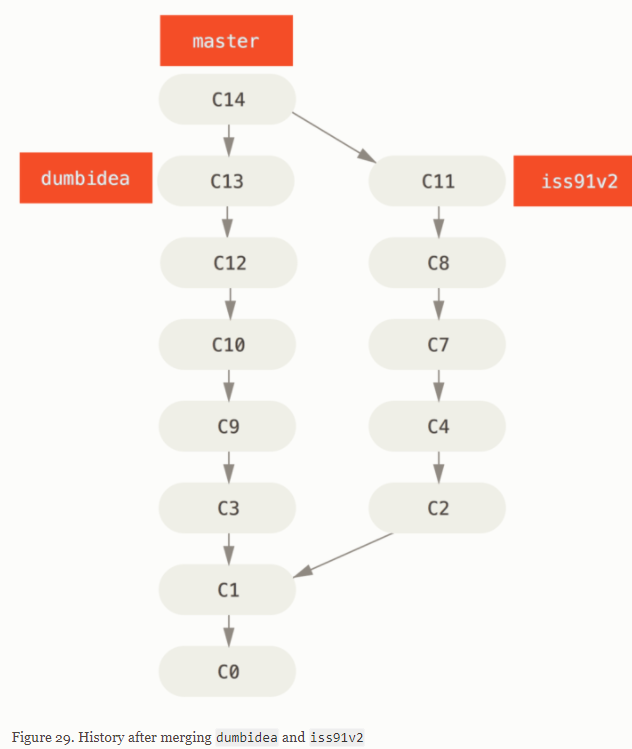 master
C14
dumbidea
C13
C11
iss91v2
C12
C8
C10
C7
C9
C4
C3
C2
C1
C0
Figure 29. History after merging dumbidea and iss91v2